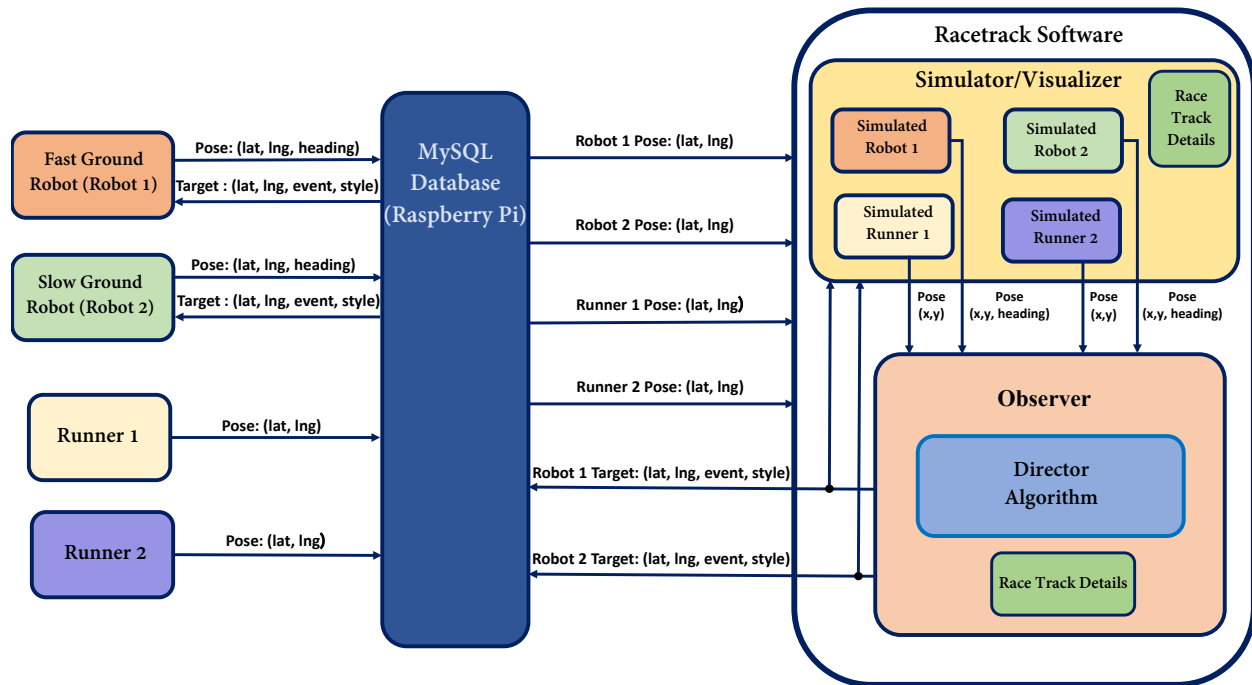 Racetrack Software
Simulator/Visualizer
Race
Track
Details
Simulated
Robot 1
Simulated
Robot 2
Simulated
Runner 1
Simulated
Runner 2
Fast Ground
Robot (Robot 1)
Pose: (lat, lng, heading)
Target : (lat, lng, event, style)
Slow Ground
Robot (Robot 2)
Pose: (lat, lng, heading)
Target: (lat, lng, event, style)
Runner 1
Pose: (lat, lng)
Runner 2
Pose: (lat, lng)
MySQL
Database
(Raspberry Pi)
Robot 1 Pose: (lat, lng)
Robot 2 Pose: (lat, lng)
Runner 1 Pose: (lat, lng)
Runner 2 Pose: (lat, lng)
Robot 1 Target: (lat, lng, event, style)
Robot 2 Target: (lat, lng, event, style)
Pose
(x,y)
Pose
(x,y, heading)
Pose
(x,y)
Pose
(x,y, heading)
Observer
Director
Algorithm
Race Track Details